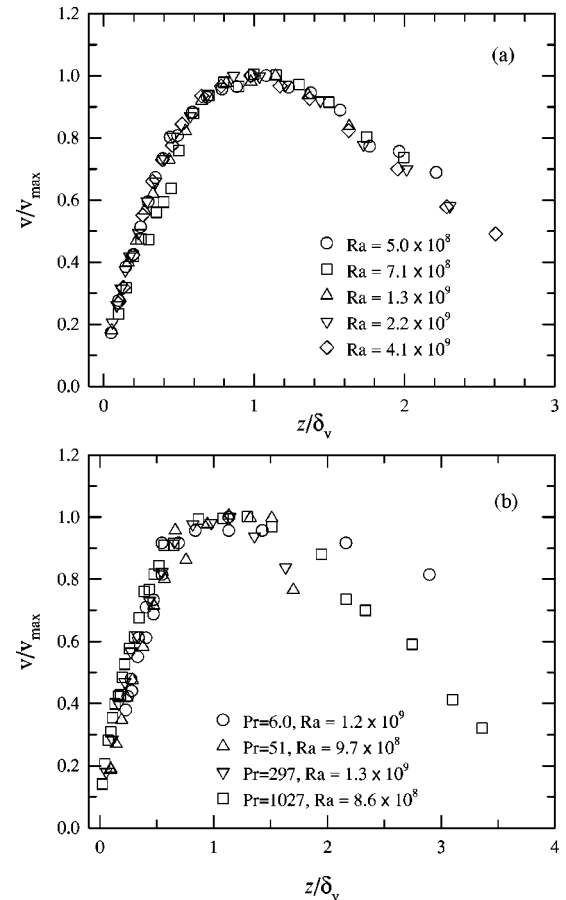 1.2
(a)
1.0
0.8
v/v_max
0.6
0.4
0.2
0.0
Ra = 5.0 x 10^8
Ra = 7.1 x 10^8
Ra = 1.3 x 10^9
Ra = 2.2 x 10^9
Ra = 4.1 x 10^9
0 1 2 3
z/δ_v
1.2
(b)
1.0
0.8
v/v_max
0.6
0.4
0.2
0.0
Pr=6.0, Ra = 1.2 x 10^9
Pr=51, Ra = 9.7 x 10^8
Pr=297, Ra = 1.3 x 10^9
Pr=1027, Ra = 8.6 x 10^8
0 1 2 3 4
z/δ_v